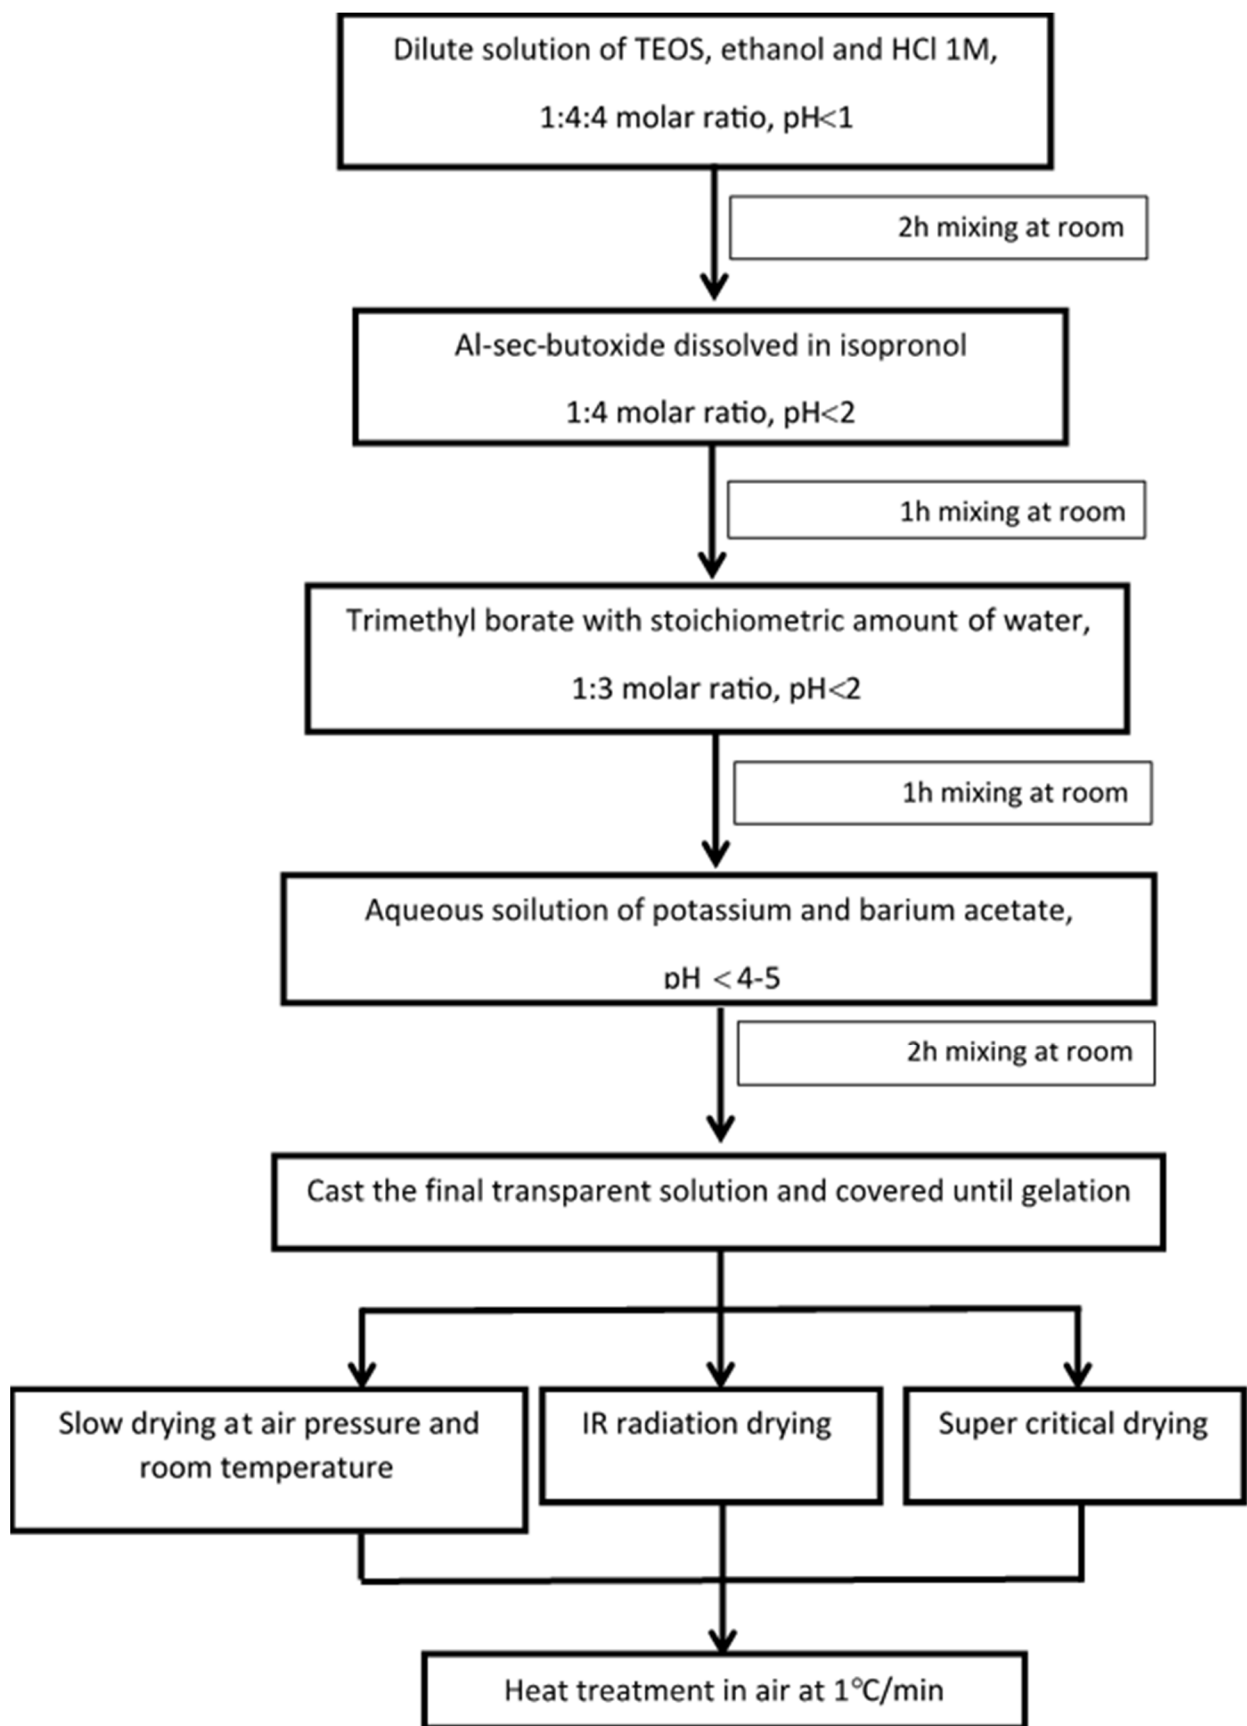 Dilute solution of TEOS, ethanol and HCl 1M,
1:4:4 molar ratio, pH<1
2h mixing at room
Al-sec-butoxide dissolved in isopronol
1:4 molar ratio, pH<2
1h mixing at room
Trimethyl borate with stoichiometric amount of water,
1:3 molar ratio, pH<2
1h mixing at room
Aqueous soilution of potassium and barium acetate,
pH < 4-5
2h mixing at room
Cast the final transparent solution and covered until gelation
Slow drying at air pressure and
room temperature
IR radiation drying
Super critical drying
Heat treatment in air at 1°C/min